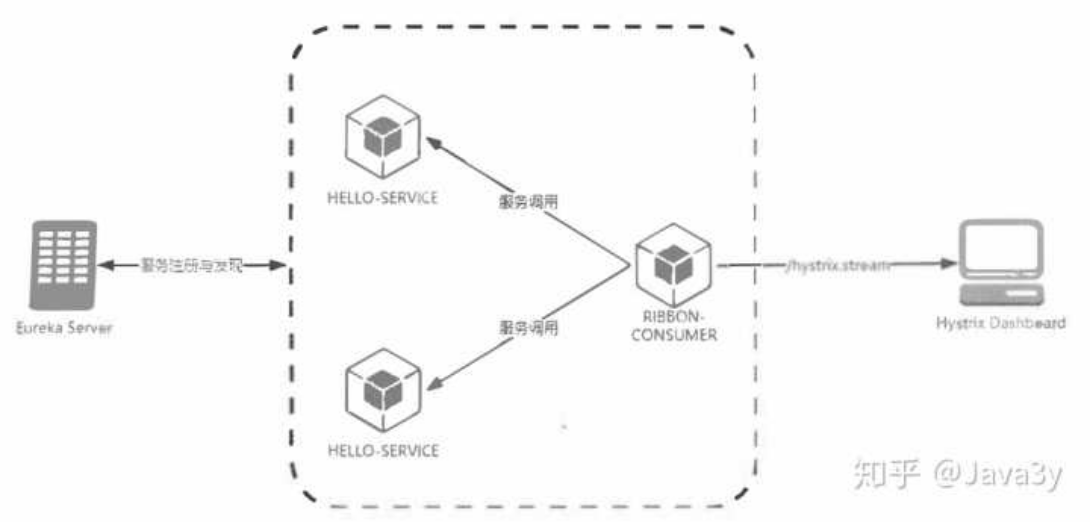 HELLO-SERVICE
服务调用
服务注册与发现
Eureka Server
RIBBON-
CONSUMER
/hystrix.stream
Hystrix Dashboard
服务调用
HELLO-SERVICE
知乎 @Java3y